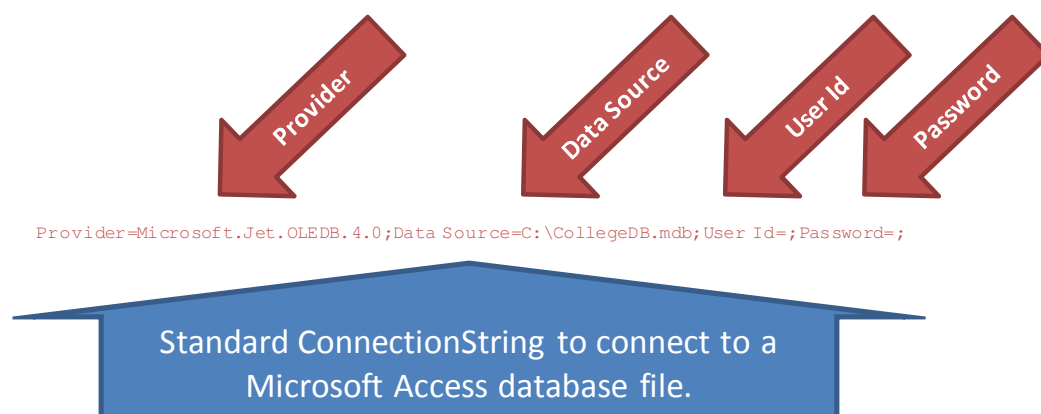 Provider
Data Source
User Id
Password
Provider=Microsoft.Jet.OLEDB.4.0;Data Source=C:\CollegeDB.mdb;User Id=;Password=;
Standard ConnectionString to connect to a
Microsoft Access database file.